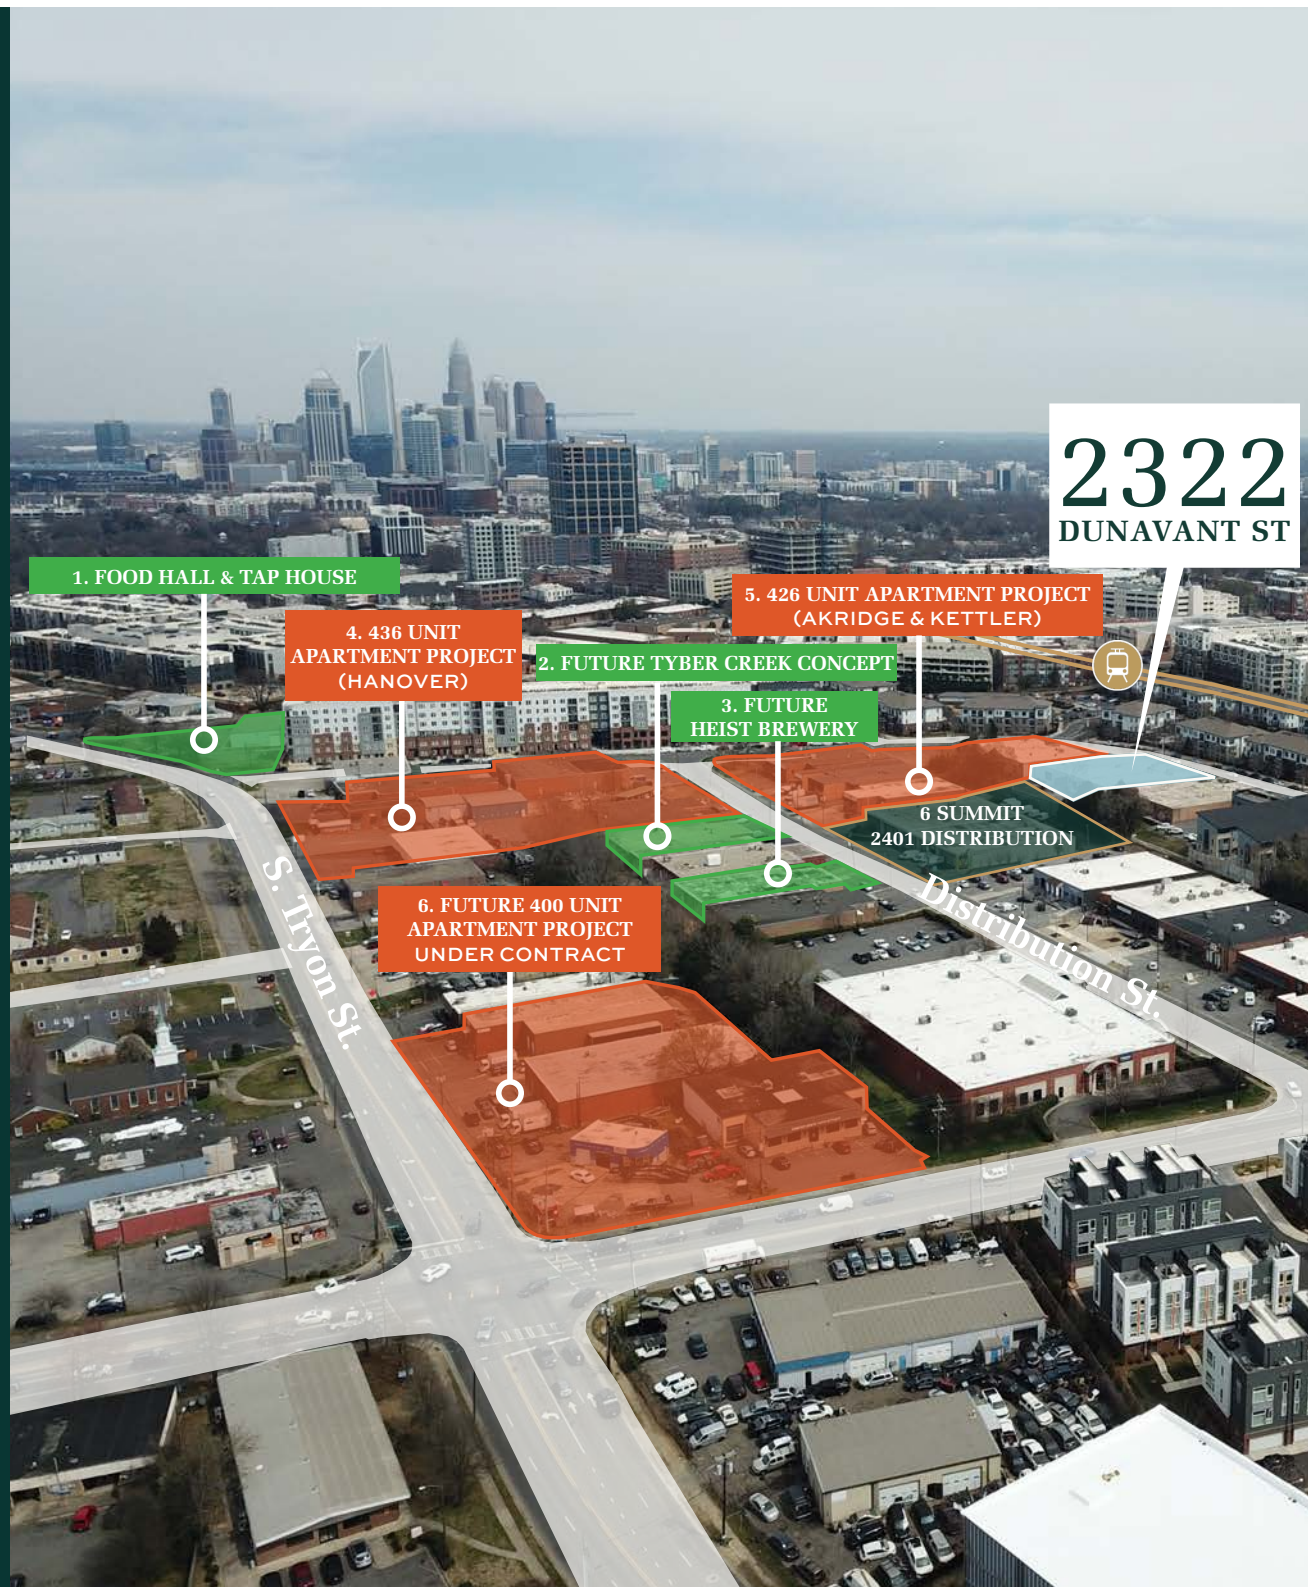 2322
DUNAVANT ST
1. FOOD HALL & TAP HOUSE
5. 426 UNIT APARTMENT PROJECT
(AKRIDGE & KETTLER)
4. 436 UNIT
APARTMENT PROJECT
(HANOVER)
2. FUTURE TYBER CREEK CONCEPT
3. FUTURE
HEIST BREWERY
6 SUMMIT
2401 DISTRIBUTION
S. Tryon St.
Distribution St.
6. FUTURE 400 UNIT
APARTMENT PROJECT
UNDER CONTRACT